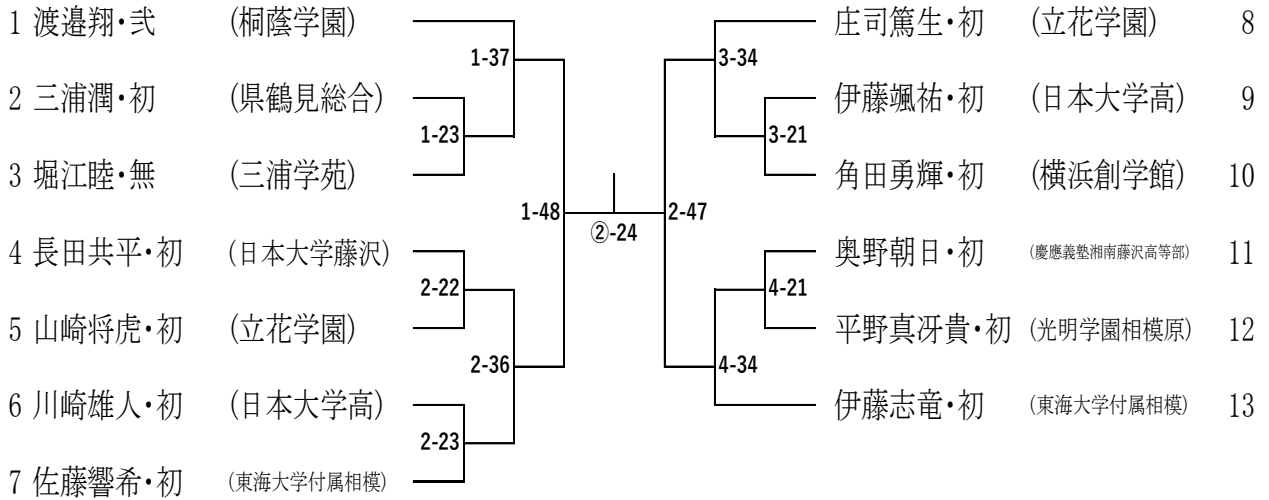 1 渡邉翔・弐 (桐蔭学園)
1-37
2 三浦潤・初 (県鶴見総合)
1-23
3 堀江睦・無 (三浦学苑)
1-48
4 長田共平・初 (日本大学藤沢)
2-22
5 山崎将虎・初 (立花学園)
2-36
6 川崎雄人・初 (日本大学高)
2-23
7 佐藤響希・初 (東海大学付属相模)
②-24
庄司篤生・初 (立花学園) 8
3-34
伊藤颯祐・初 (日本大学高) 9
3-21
角田勇輝・初 (横浜創学館) 10
2-47
奥野朝日・初 (慶應義塾湘南藤沢高等部) 11
4-21
平野真冴貴・初 (光明学園相模原) 12
4-34
伊藤志竜・初 (東海大学付属相模) 13